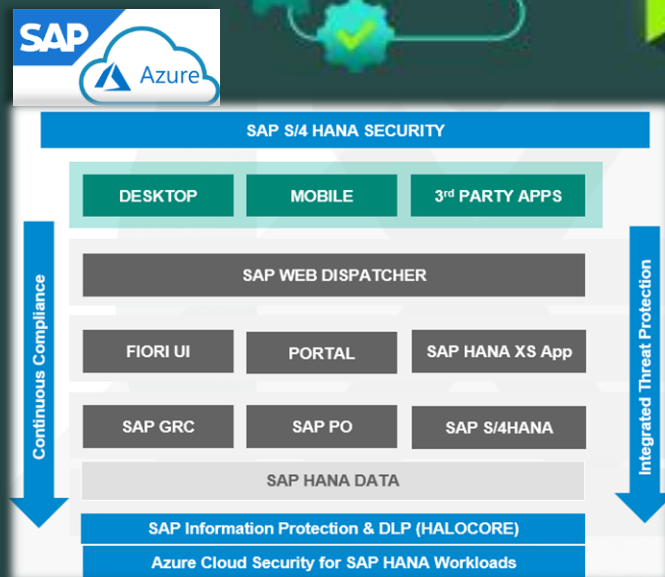 SAP
Azure
SAP S/4 HANA SECURITY
DESKTOP
MOBILE
3rd PARTY APPS
SAP WEB DISPATCHER
Continuous Compliance
Integrated Threat Protection
FIORI UI
PORTAL
SAP HANA XS App
SAP GRC
SAP PO
SAP S/4HANA
SAP HANA DATA
SAP Information Protection & DLP (HALOCORE)
Azure Cloud Security for SAP HANA Workloads